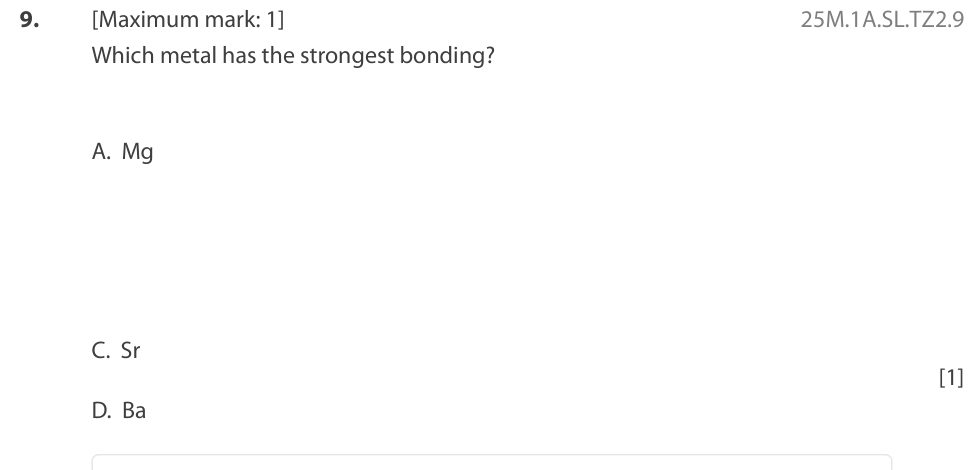 9. [Maximum mark: 1] 25M.1A.SL.TZ2.9
Which metal has the strongest bonding?
A. Mg
C. Sr
[1]
D. Ba